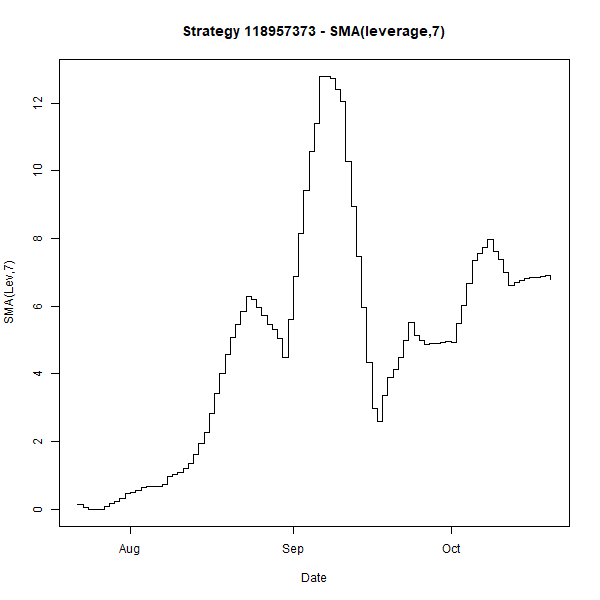 Strategy 118957373 - SMA(leverage,7)
12
10
8
6
4
2
0
SMA(Lev,7)
Aug
Sep
Oct
Date